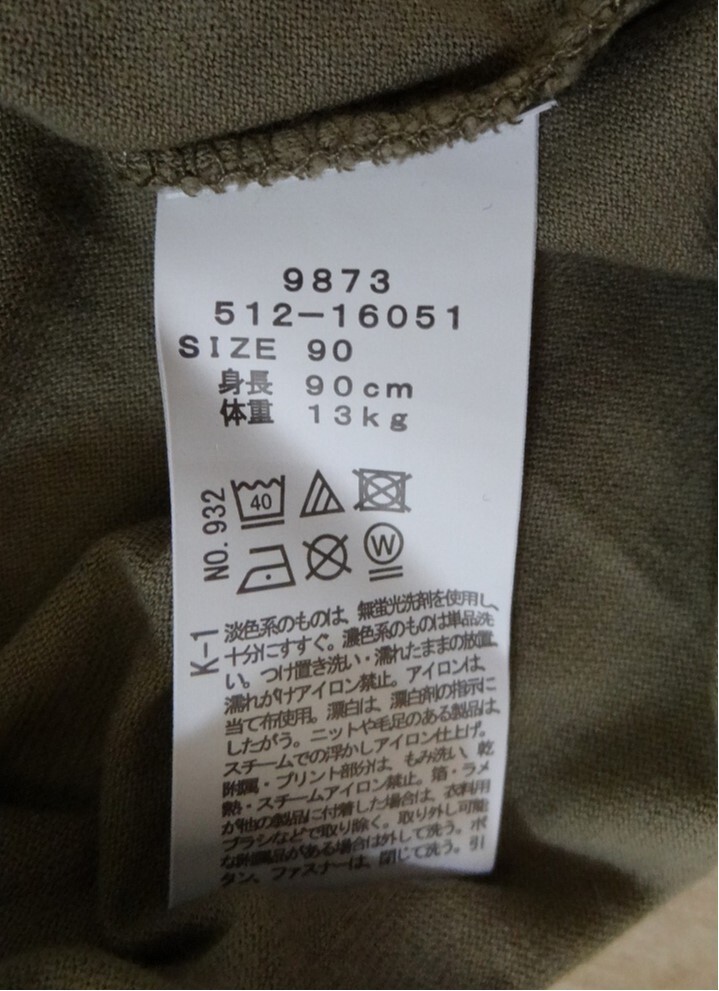 9873
512-16051
SIZE 90
身長 90cm
体重 13kg
NO.932
40
W
K-1
淡色系のものは、無蛍光洗剤を使用し、
十分にすすぐ。濃色系のものは単品洗
い。つけ置き洗い・濡れたままの放置、
濡れがけアイロン禁止。アイロンは、
当て布使用。漂白は、漂白剤の指示に
したがう。ニットや毛足のある製品は、
スチームでの浮かしアイロン仕上げ。
附属・プリント部分は、もみ洗い、乾
熱・スチームアイロン禁止。箔・ラメ
が他の製品に付着した場合は、衣料用
ブラシなどで取り除く。取り外し可能
な附属品がある場合は外して洗う。ボ
タン、ファスナーは、閉じて洗う。引